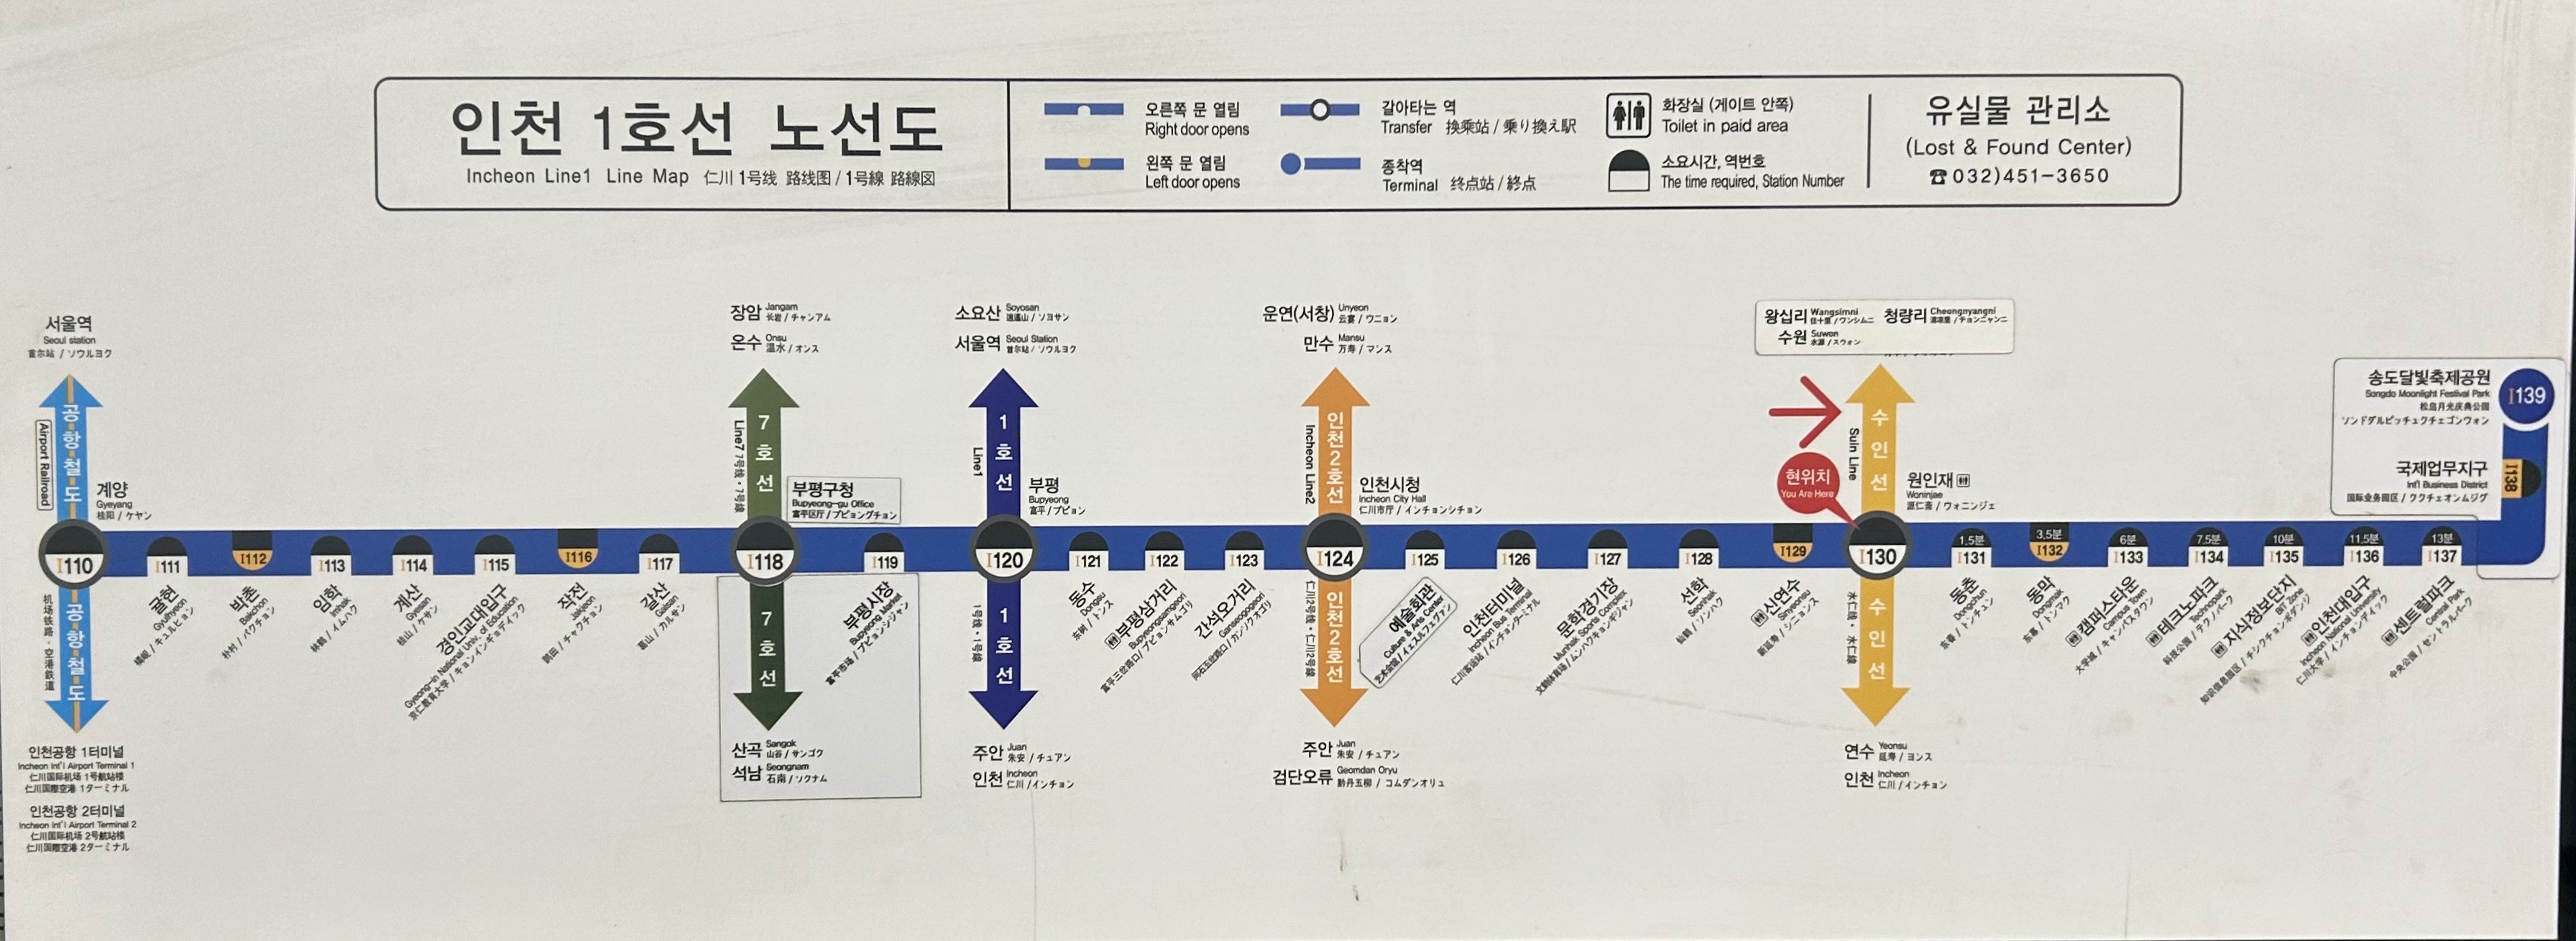 인천 1호선 노선도
Incheon Line1 Line Map 仁川 1号线 路线图 / 1号線 路線図
오른쪽 문 열림
Right door opens
왼쪽 문 열림
Left door opens
갈아타는 역
Transfer 换乘站 / 乗り換え駅
종착역
Terminal 终点站 / 終点
화장실 (게이트 안쪽)
Toilet in paid area
소요시간, 역번호
The time required, Station Number
유실물 관리소
(Lost & Found Center)
☎ 032)451-3650
서울역
Seoul station
首尔站 / ソウルヨク
공항철도
Airport Railroad
계양
Gyeyang
桂阳 / ケヤン
I110
机场铁路 · 空港鉄道
공항철도
인천공항 1터미널
Incheon Int'l Airport Terminal 1
仁川国际机场 1号航站楼
仁川国際空港 1ターミナル
인천공항 2터미널
Incheon Int'l Airport Terminal 2
仁川国际机场 2号航站楼
仁川国際空港 2ターミナル
I111
귤현
Gyulhyeon
橘岘 / キュルヒョン
I112
박촌
Bakchon
朴村 / パクチョン
I113
임학
Imhak
林鹤 / イムハク
I114
계산
Gyesan
桂山 / ケサン
I115
경인교대입구
Gyeong-in National Univ. of Education
京仁教育大学 / キョンインギョデイック
I116
작전
Jakjeon
鹊田 / チャクチョン
I117
갈산
Galsan
葛山 / カルサン
장암 Jangam
长岩 / チャンアム
온수 Onsu
温水 / オンス
7호선
Line7 7号线 · 7号線
부평구청
Bupyeong-gu Office
富平区厅 / プピョングチョン
I118
7호선
산곡 Sangok
山谷 / サンゴク
석남 Seongnam
石南 / ソクナム
I119
부평시장
Bupyeong Market
富平市场 / プピョンシジャン
소요산 Soyosan
逍遥山 / ソヨサン
서울역 Seoul Station
首尔站 / ソウルヨク
1호선
Line1
부평
Bupyeong
富平 / プピョン
I120
1호선
1号线 · 1号線
주안 Juan
朱安 / チュアン
인천 Incheon
仁川 / インチョン
I121
동수
Dongsu
东树 / トンス
I122
부평삼거리
Bupyeongsamgeori
富平三岔路口 / プピョンサムゴリ
I123
간석오거리
Ganseogogeori
间石五岔路口 / カンソクオゴリ
운연(서창) Unyeon
云宴 / ウニョン
만수 Mansu
万寿 / マンス
인천2호선
Incheon Line2
인천시청
Incheon City Hall
仁川市厅 / インチョンシチョン
I124
인천2호선
仁川2号线 · 仁川2号線
주안 Juan
朱安 / チュアン
검단오류 Geomdan Oryu
黔丹五柳 / コムダンオリュ
I125
예술회관
Culture & Arts Center
艺术会馆 / イェスルフェグァン
I126
인천터미널
Incheon Bus Terminal
仁川客运站 / インチョンターミナル
I127
문학경기장
Munhak Sports Complex
文鹤体育场 / ムンハクキョンギジャン
I128
선학
Seonhak
仙鹤 / ソンハク
I129
신연수
Sinyeonsu
新延寿 / シニョンス
왕십리 Wangsimni
往十里 / ワンシムニ
청량리 Cheongnyangni
清凉里 / チョンニャンニ
수원 Suwon
水源 / スウォン
수인선
Suin Line
현위치
You Are Here
원인재
Woninjae
源仁斋 / ウォニンジェ
I130
수인선
水仁线 · 水仁線
연수 Yeonsu
延寿 / ヨンス
인천 Incheon
仁川 / インチョン
1.5분
I131
동춘
Dongchun
东春 / トンチュン
3.5분
I132
동막
Dongmak
东幕 / トンマク
6분
I133
캠퍼스타운
Campus Town
大学城 / キャンパスタウン
7.5분
I134
테크노파크
Technopark
科技公园 / テクノパーク
10분
I135
지식정보단지
BIT Zone
知识信息园区 / チシクチョンボダンジ
11.5분
I136
인천대입구
Incheon National University
仁川大学 / インチョンデイック
13분
I137
센트럴파크
Central Park
中央公园 / セントラルパーク
국제업무지구
Int'l Business District
国际业务园区 / ククチェオンムジグ
I138
송도달빛축제공원
Songdo Moonlight Festival Park
松岛月光庆典公园
ソンドダルビッチュクチェゴンウォン
I139